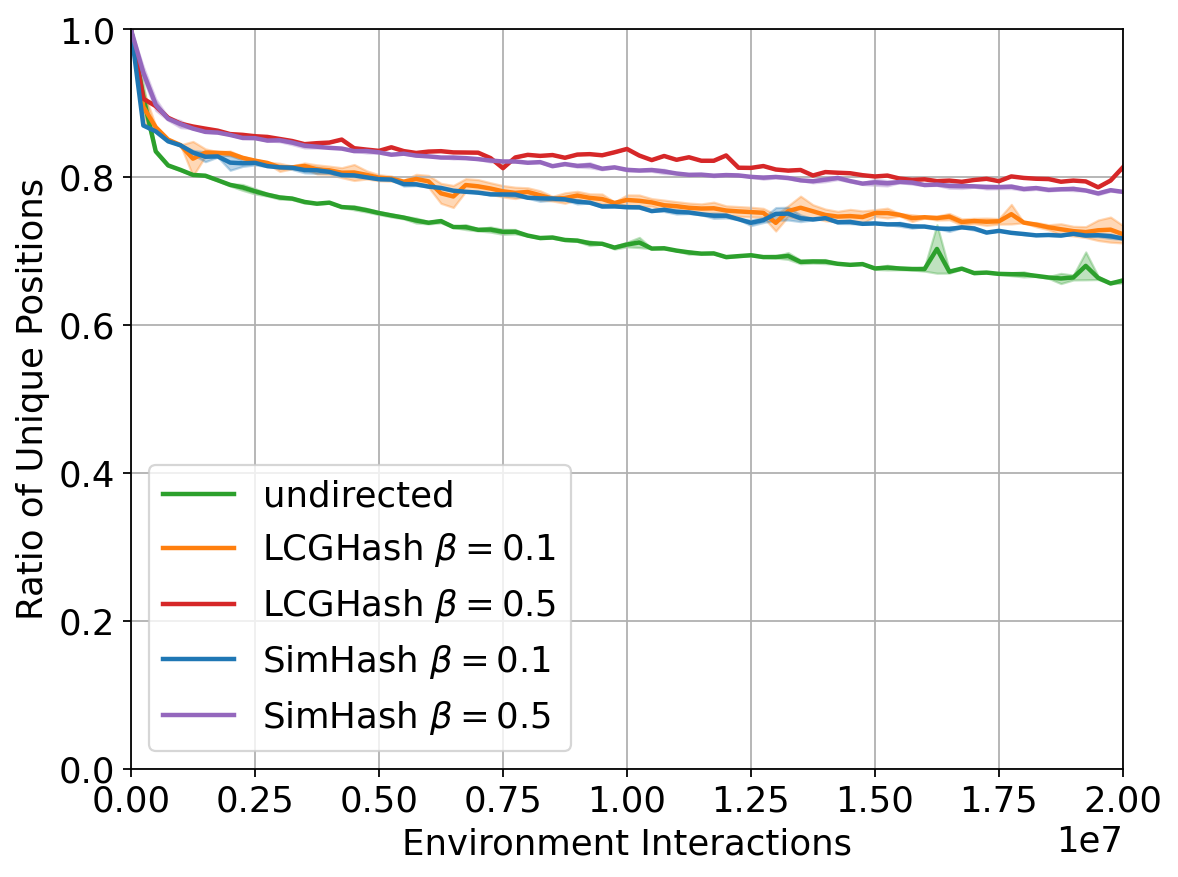 Ratio of Unique Positions
1.0
0.8
0.6
0.4
0.2
0.0
undirected
LCGHash β = 0.1
LCGHash β = 0.5
SimHash β = 0.1
SimHash β = 0.5
0.00 0.25 0.50 0.75 1.00 1.25 1.50 1.75 2.00
Environment Interactions
1e7